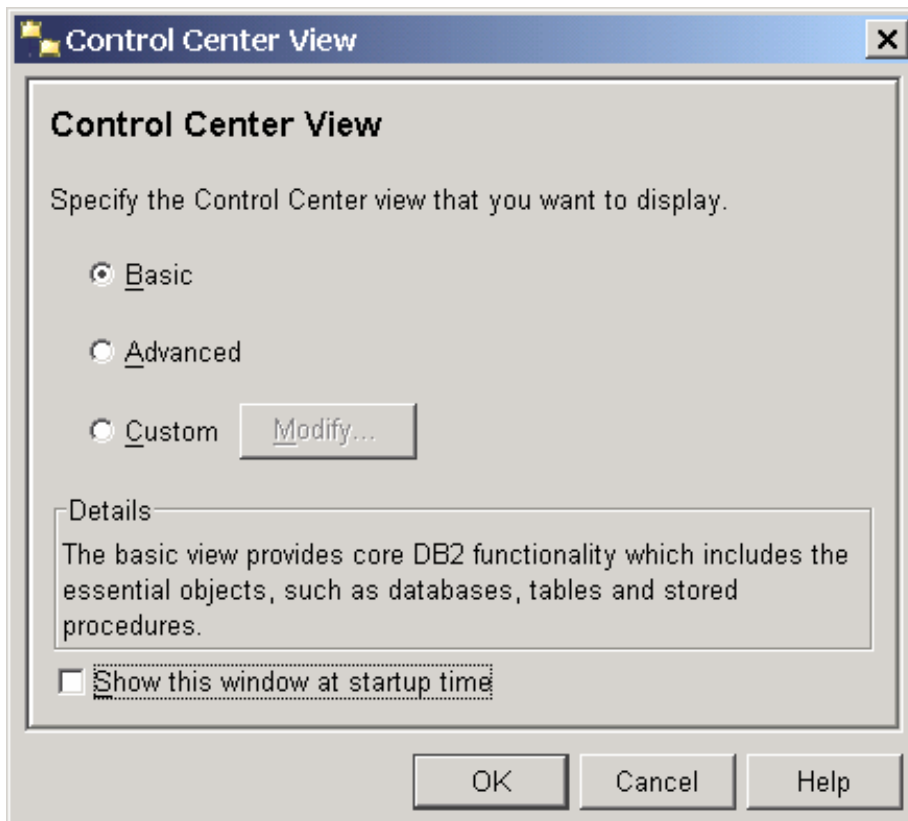 Control Center View
Control Center View
Specify the Control Center view that you want to display.
Basic
Advanced
Custom Modify...
Details
The basic view provides core DB2 functionality which includes the
essential objects, such as databases, tables and stored
procedures.
Show this window at startup time
OK Cancel Help